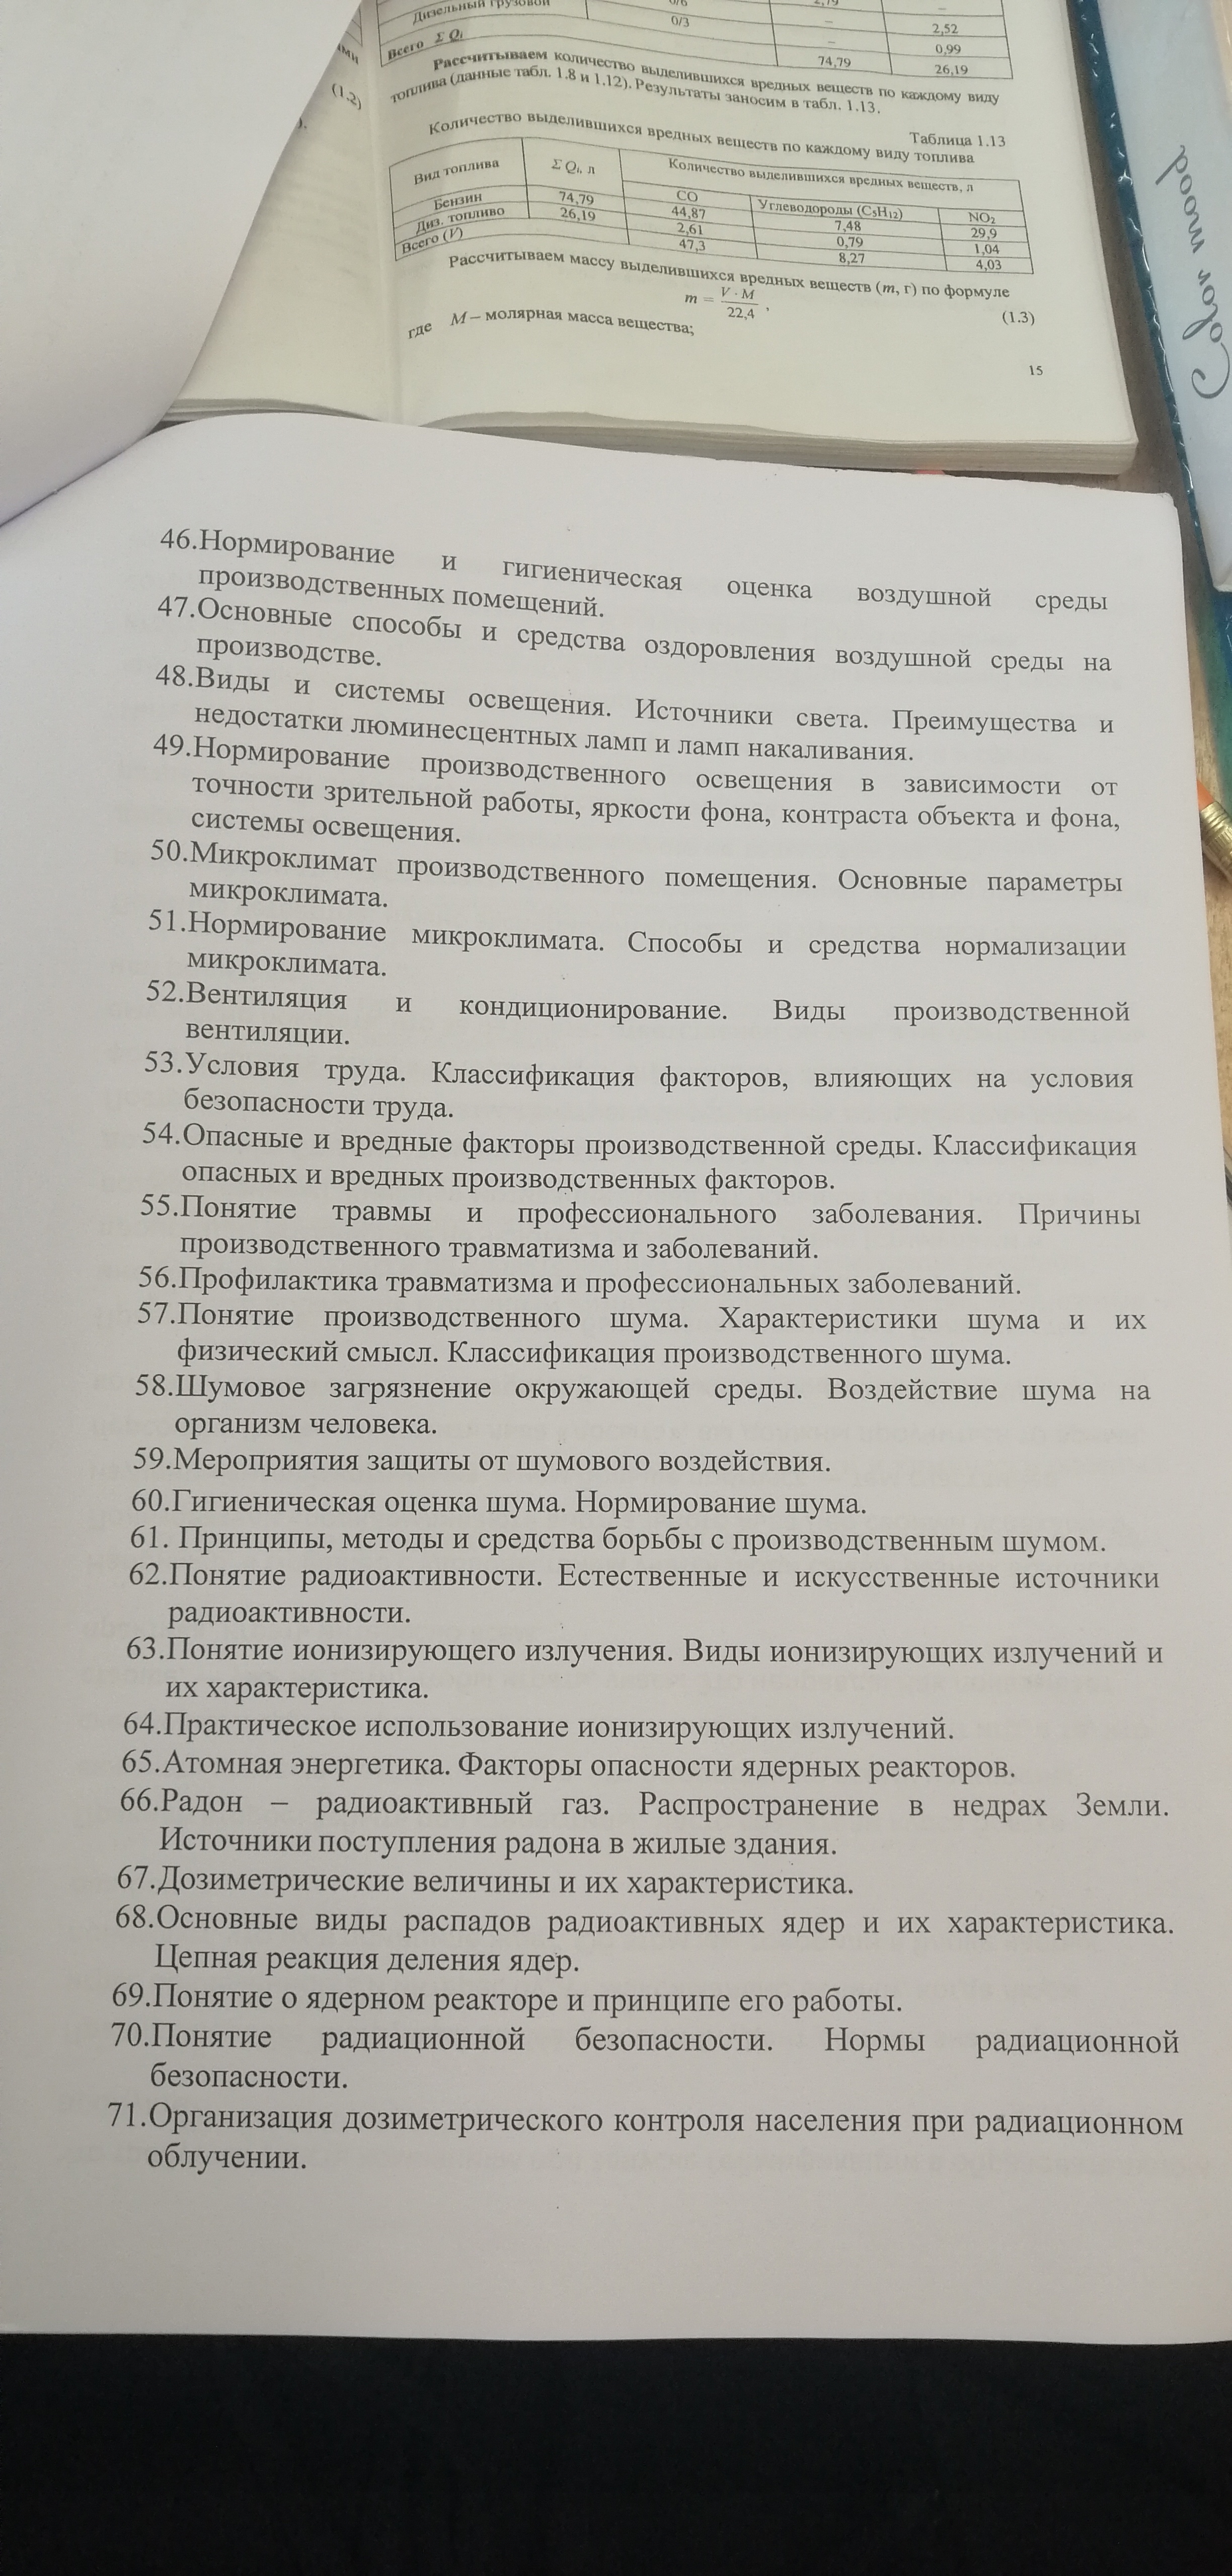 Дизельный грузовой 0/6 2,79 –
0/3 – 2,52
– 0,99
Всего Σ Qᵢ 74,79 26,19
Рассчитываем количество выделившихся вредных веществ по каждому виду
топлива (данные табл. 1.8 и 1.12). Результаты заносим в табл. 1.13.
(1.2)
Таблица 1.13
Количество выделившихся вредных веществ по каждому виду топлива
Вид топлива Σ Qᵢ, л Количество выделившихся вредных веществ, л
CO Углеводороды (C₅H₁₂) NO₂
Бензин 74,79 44,87 7,48 29,9
Диз. топливо 26,19 2,61 0,79 1,04
Всего (V) 47,3 8,27 4,03
Рассчитываем массу выделившихся вредных веществ (m, г) по формуле
m = V · M / 22,4 , (1.3)
где M – молярная масса вещества;
15
Color mood
46.Нормирование и гигиеническая оценка воздушной среды
производственных помещений.
47.Основные способы и средства оздоровления воздушной среды на
производстве.
48.Виды и системы освещения. Источники света. Преимущества и
недостатки люминесцентных ламп и ламп накаливания.
49.Нормирование производственного освещения в зависимости от
точности зрительной работы, яркости фона, контраста объекта и фона,
системы освещения.
50.Микроклимат производственного помещения. Основные параметры
микроклимата.
51.Нормирование микроклимата. Способы и средства нормализации
микроклимата.
52.Вентиляция и кондиционирование. Виды производственной
вентиляции.
53.Условия труда. Классификация факторов, влияющих на условия
безопасности труда.
54.Опасные и вредные факторы производственной среды. Классификация
опасных и вредных производственных факторов.
55.Понятие травмы и профессионального заболевания. Причины
производственного травматизма и заболеваний.
56.Профилактика травматизма и профессиональных заболеваний.
57.Понятие производственного шума. Характеристики шума и их
физический смысл. Классификация производственного шума.
58.Шумовое загрязнение окружающей среды. Воздействие шума на
организм человека.
59.Мероприятия защиты от шумового воздействия.
60.Гигиеническая оценка шума. Нормирование шума.
61. Принципы, методы и средства борьбы с производственным шумом.
62.Понятие радиоактивности. Естественные и искусственные источники
радиоактивности.
63.Понятие ионизирующего излучения. Виды ионизирующих излучений и
их характеристика.
64.Практическое использование ионизирующих излучений.
65.Атомная энергетика. Факторы опасности ядерных реакторов.
66.Радон – радиоактивный газ. Распространение в недрах Земли.
Источники поступления радона в жилые здания.
67.Дозиметрические величины и их характеристика.
68.Основные виды распадов радиоактивных ядер и их характеристика.
Цепная реакция деления ядер.
69.Понятие о ядерном реакторе и принципе его работы.
70.Понятие радиационной безопасности. Нормы радиационной
безопасности.
71.Организация дозиметрического контроля населения при радиационном
облучении.